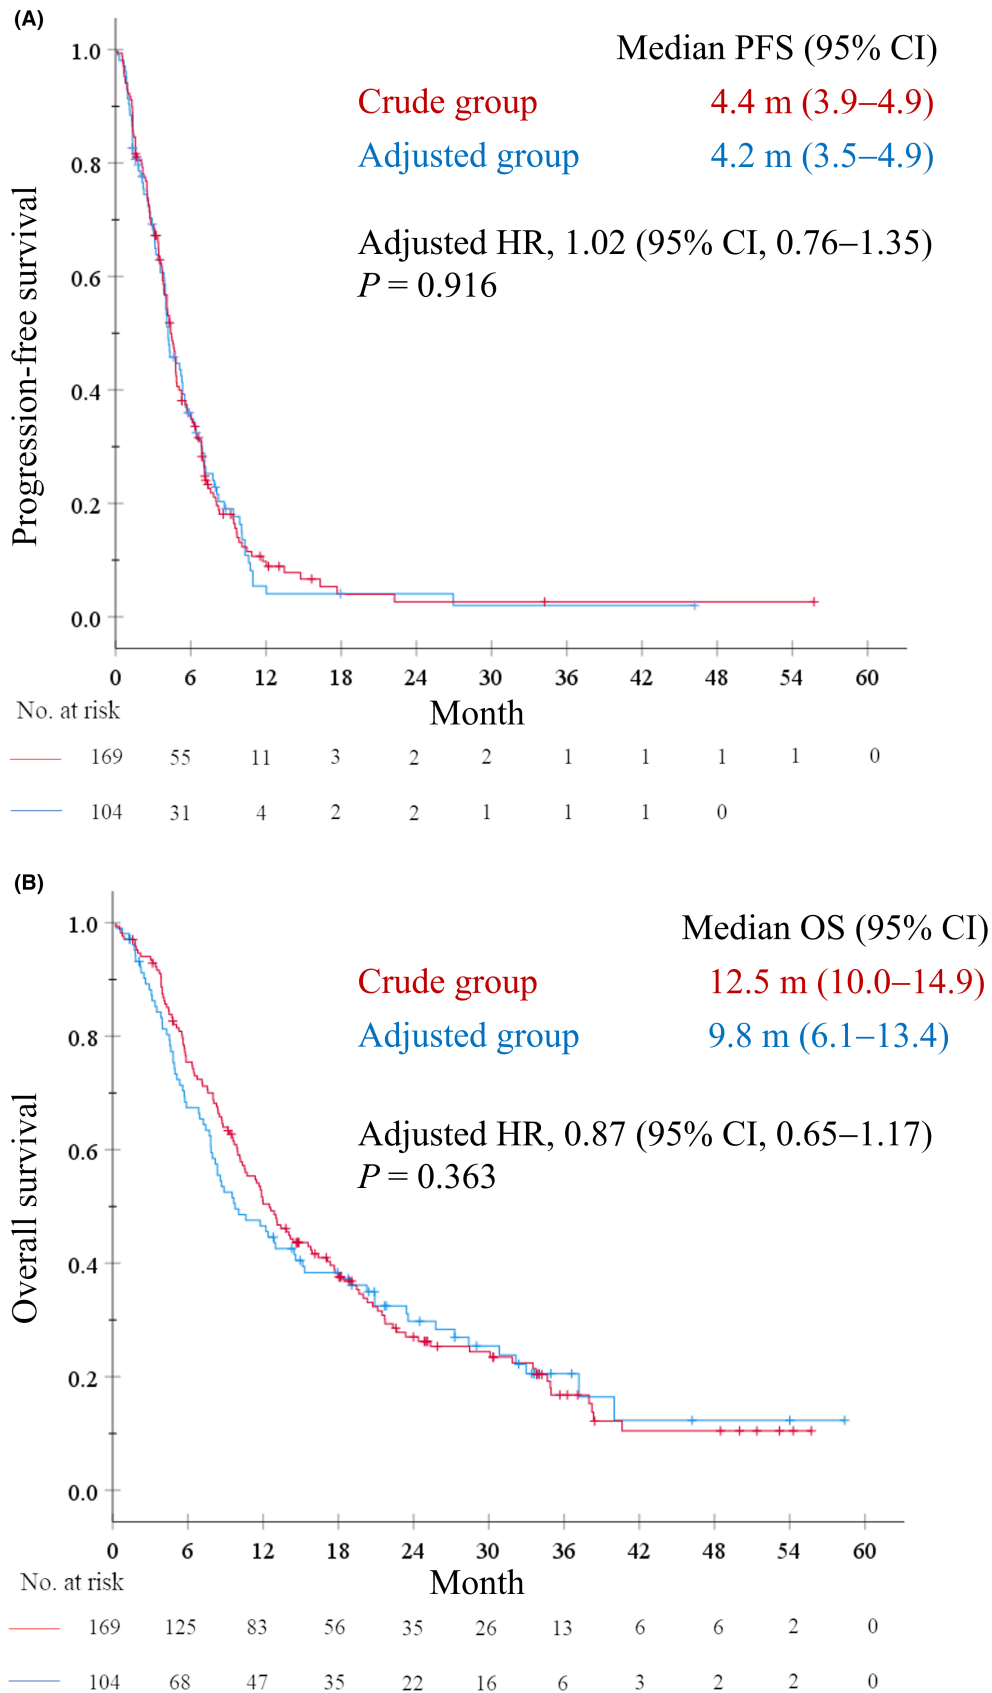 (A)
Median PFS (95% CI)
Crude group 4.4 m (3.9–4.9)
Adjusted group 4.2 m (3.5–4.9)
Adjusted HR, 1.02 (95% CI, 0.76–1.35)
P = 0.916
Progression-free survival
1.0
0.8
0.6
0.4
0.2
0.0
0 6 12 18 24 30 36 42 48 54 60
No. at risk
Month
169 55 11 3 2 2 1 1 1 1 0
104 31 4 2 2 1 1 1 0
(B)
Median OS (95% CI)
Crude group 12.5 m (10.0–14.9)
Adjusted group 9.8 m (6.1–13.4)
Adjusted HR, 0.87 (95% CI, 0.65–1.17)
P = 0.363
Overall survival
1.0
0.8
0.6
0.4
0.2
0.0
0 6 12 18 24 30 36 42 48 54 60
No. at risk
Month
169 125 83 56 35 26 13 6 6 2 0
104 68 47 35 22 16 6 3 2 2 0